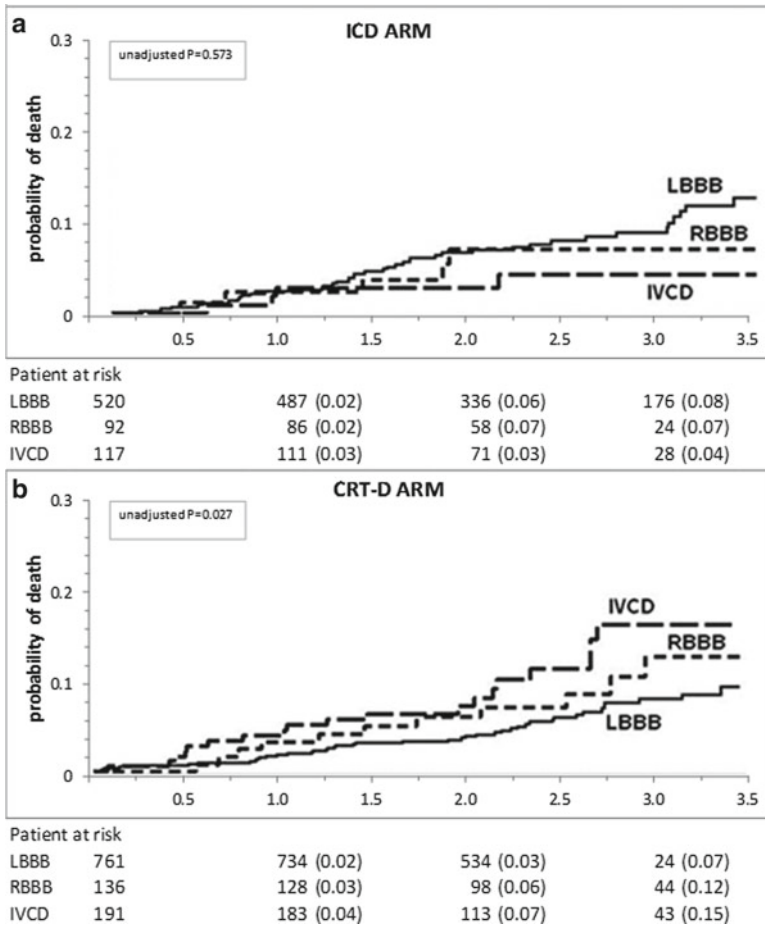 a
ICD ARM
unadjusted P=0.573
probability of death
0.3
0.2
0.1
0
LBBB
RBBB
IVCD
0.5 1.0 1.5 2.0 2.5 3.0 3.5
Patient at risk
LBBB 520 487 (0.02) 336 (0.06) 176 (0.08)
RBBB 92 86 (0.02) 58 (0.07) 24 (0.07)
IVCD 117 111 (0.03) 71 (0.03) 28 (0.04)
b
CRT-D ARM
unadjusted P=0.027
probability of death
0.3
0.2
0.1
0
IVCD
RBBB
LBBB
0.5 1.0 1.5 2.0 2.5 3.0 3.5
Patient at risk
LBBB 761 734 (0.02) 534 (0.03) 24 (0.07)
RBBB 136 128 (0.03) 98 (0.06) 44 (0.12)
IVCD 191 183 (0.04) 113 (0.07) 43 (0.15)